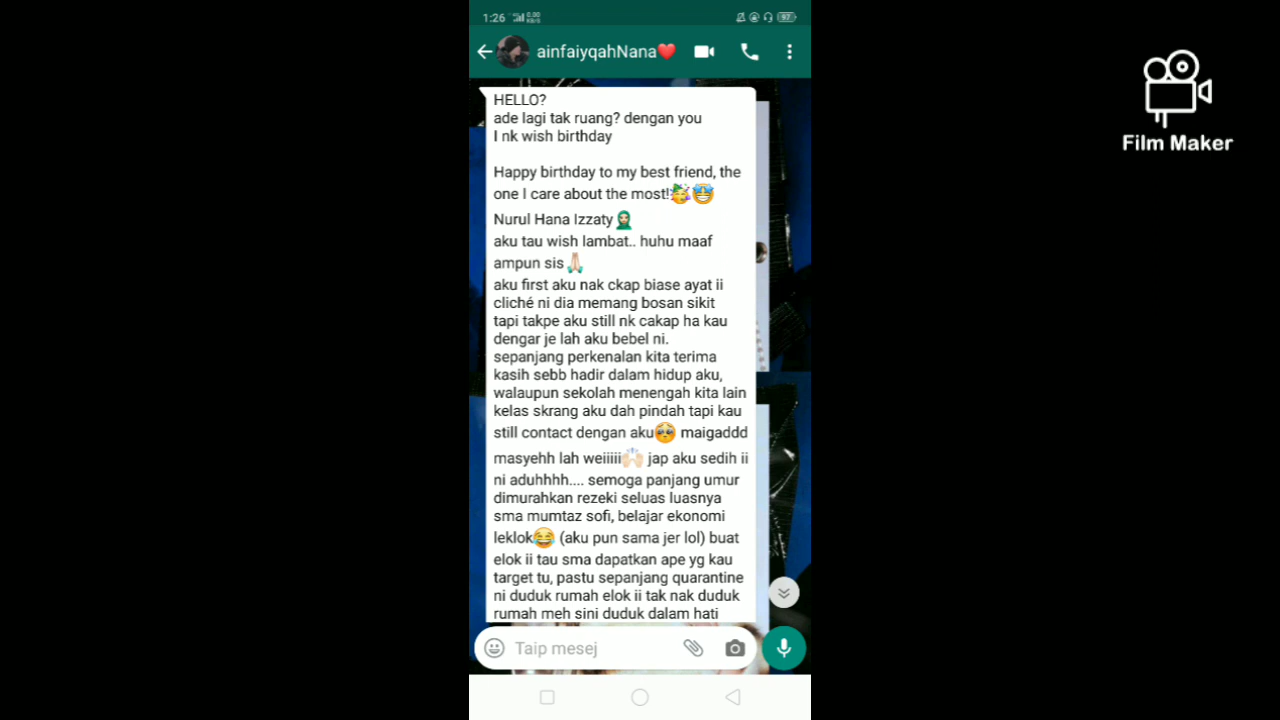 1:26
0.00
KB/s
97
ainfaiyqahNana❤️
HELLO?
ade lagi tak ruang? dengan you
I nk wish birthday
Happy birthday to my best friend, the
one I care about the most!🥳🤩
Nurul Hana Izzaty🧕
aku tau wish lambat.. huhu maaf
ampun sis🙏🏻
aku first aku nak ckap biase ayat ii
cliché ni dia memang bosan sikit
tapi takpe aku still nk cakap ha kau
dengar je lah aku bebel ni.
sepanjang perkenalan kita terima
kasih sebb hadir dalam hidup aku,
walaupun sekolah menengah kita lain
kelas skrang aku dah pindah tapi kau
still contact dengan aku🥺 maigaddd
masyehh lah weiiiii🙌🏻 jap aku sedih ii
ni aduhhhh.... semoga panjang umur
dimurahkan rezeki seluas luasnya
sma mumtaz sofi, belajar ekonomi
leklok😂 (aku pun sama jer lol) buat
elok ii tau sma dapatkan ape yg kau
target tu, pastu sepanjang quarantine
ni duduk rumah elok ii tak nak duduk
rumah meh sini duduk dalam hati
Taip mesej
Film Maker